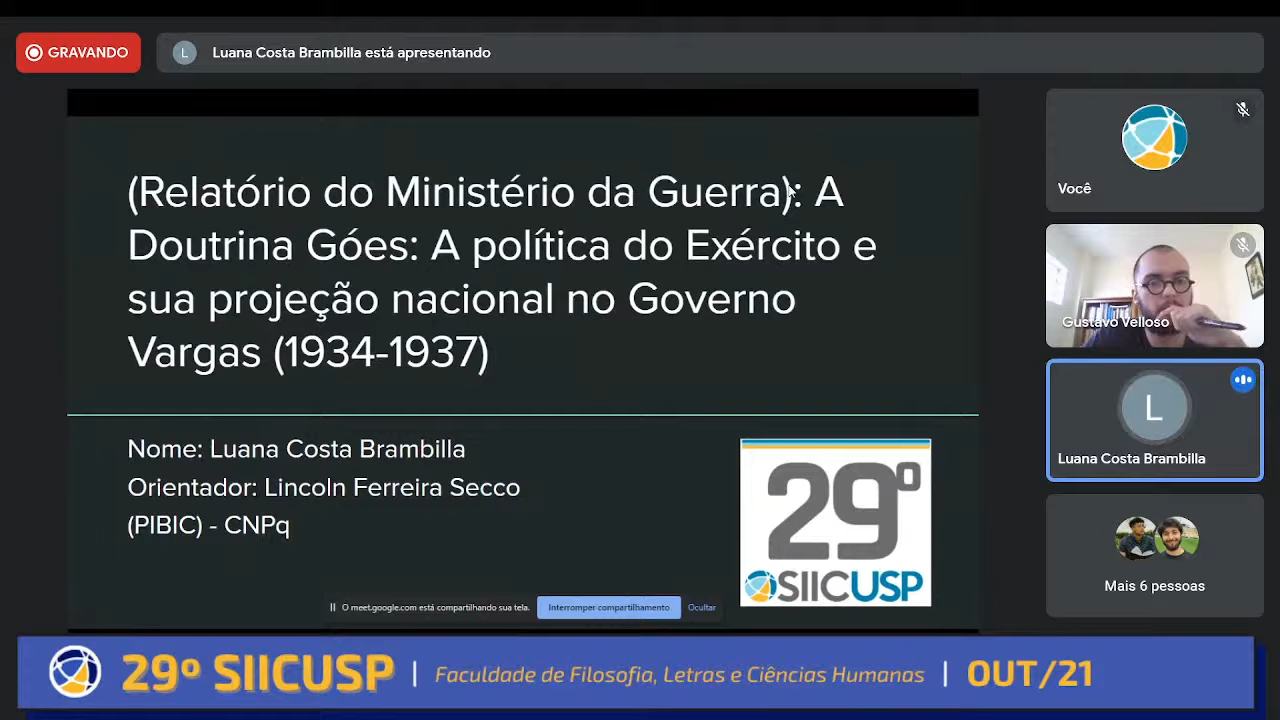 GRAVANDO
L
Luana Costa Brambilla está apresentando
(Relatório do Ministério da Guerra): A
Doutrina Góes: A política do Exército e
sua projeção nacional no Governo
Vargas (1934-1937)
Nome: Luana Costa Brambilla
Orientador: Lincoln Ferreira Secco
(PIBIC) - CNPq
29º
SIICUSP
O meet.google.com está compartilhando sua tela.
Interromper compartilhamento
Ocultar
Você
Gustavo Velloso
L
Luana Costa Brambilla
Mais 6 pessoas
29º SIICUSP | Faculdade de Filosofia, Letras e Ciências Humanas | OUT/21